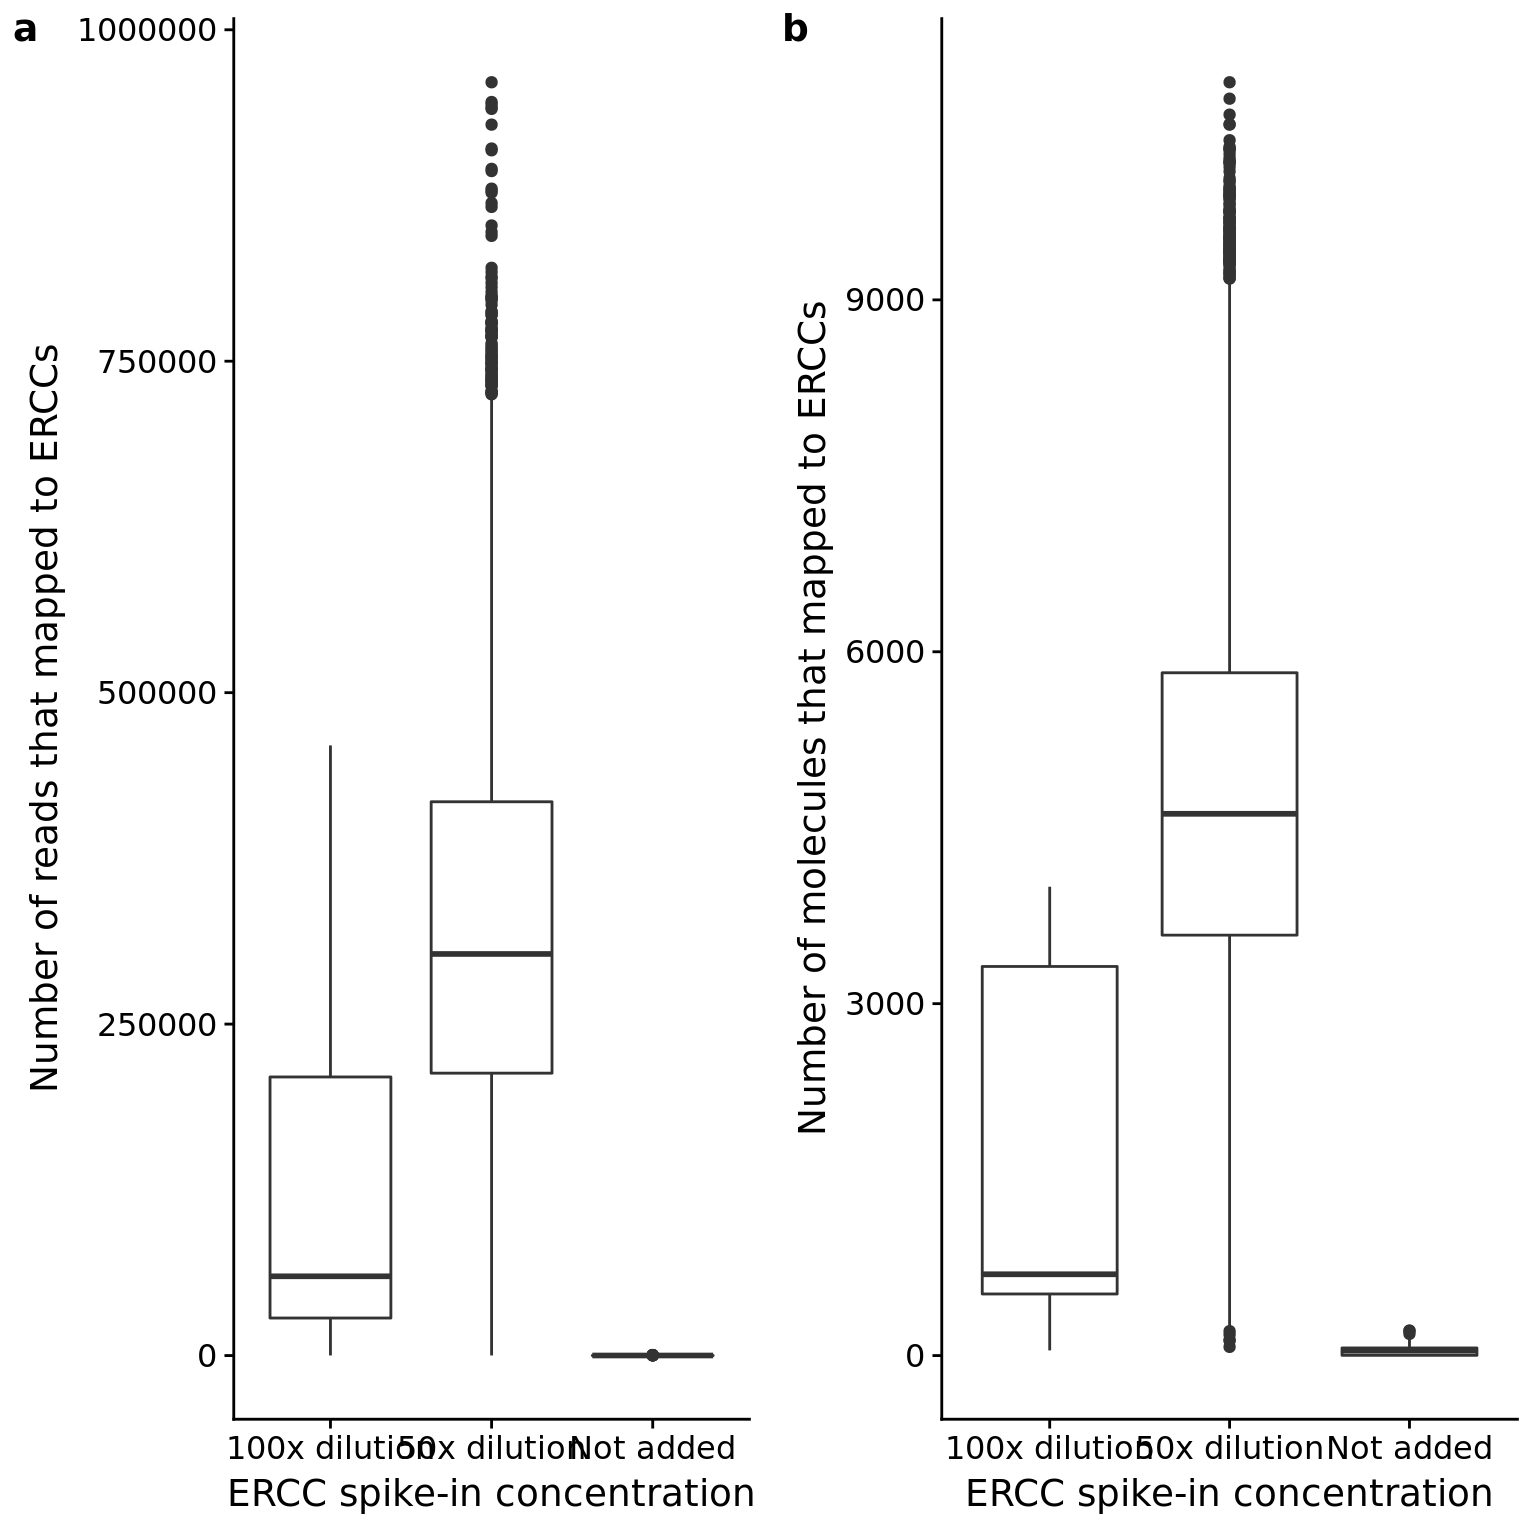 a
Number of reads that mapped to ERCCs
1000000
750000
500000
250000
0
100x dilution
50x dilution
Not added
ERCC spike-in concentration
b
Number of molecules that mapped to ERCCs
9000
6000
3000
0
100x dilution
50x dilution
Not added
ERCC spike-in concentration